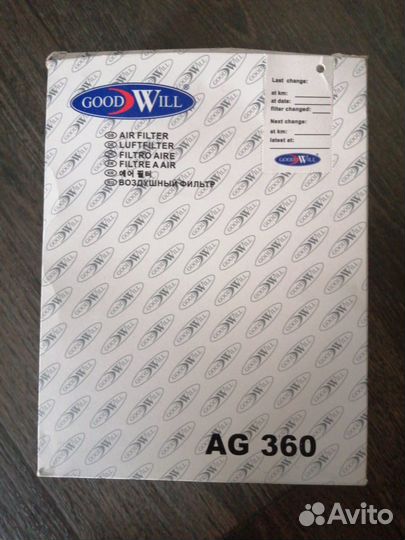 GOOD WILL®
AIR FILTER
LUFTFILTER
FILTRO AIRE
FILTRE A AIR
에어 필터
ВОЗДУШНЫЙ ФИЛЬТР
Last change:
at km:
at date:
filter changed:
Next change:
at km:
latest at:
GOOD WILL
AG 360
Avito